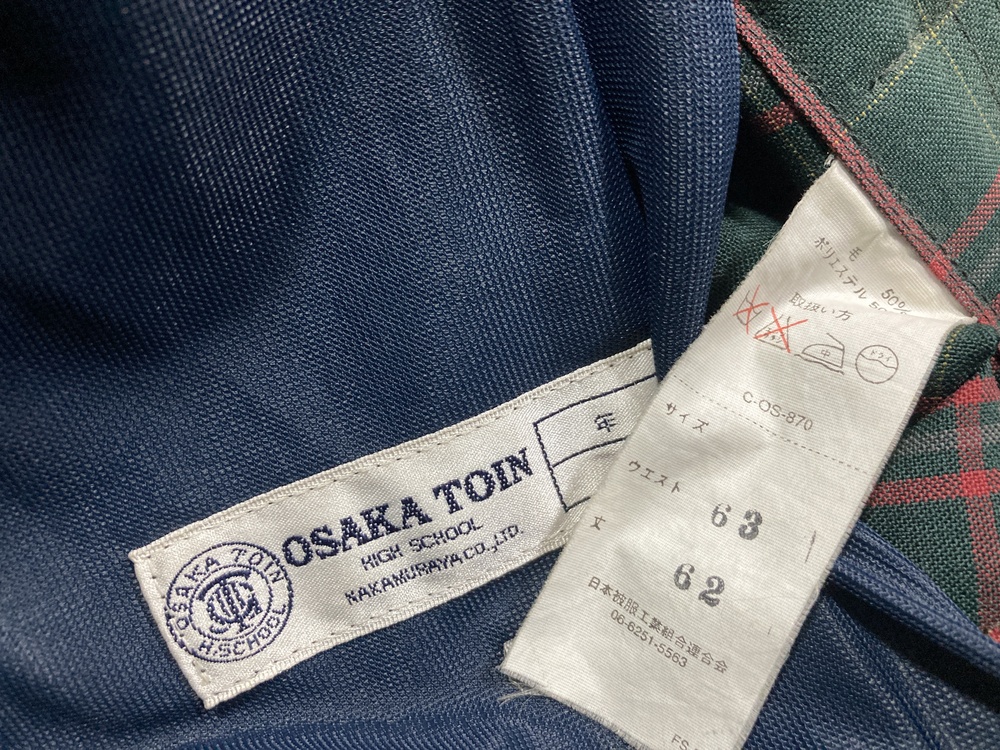 OSAKA TOIN
H.SCHOOL
OSAKA TOIN
HIGH SCHOOL
NAKAMURAYA,CO.,LTD.
年
毛 50%
ポリエステル
取扱い方
中
ドライ
C-OS-870
サイズ
ウエスト 63
丈 62
日本被服工業組合連合会
06-6251-5563
FS